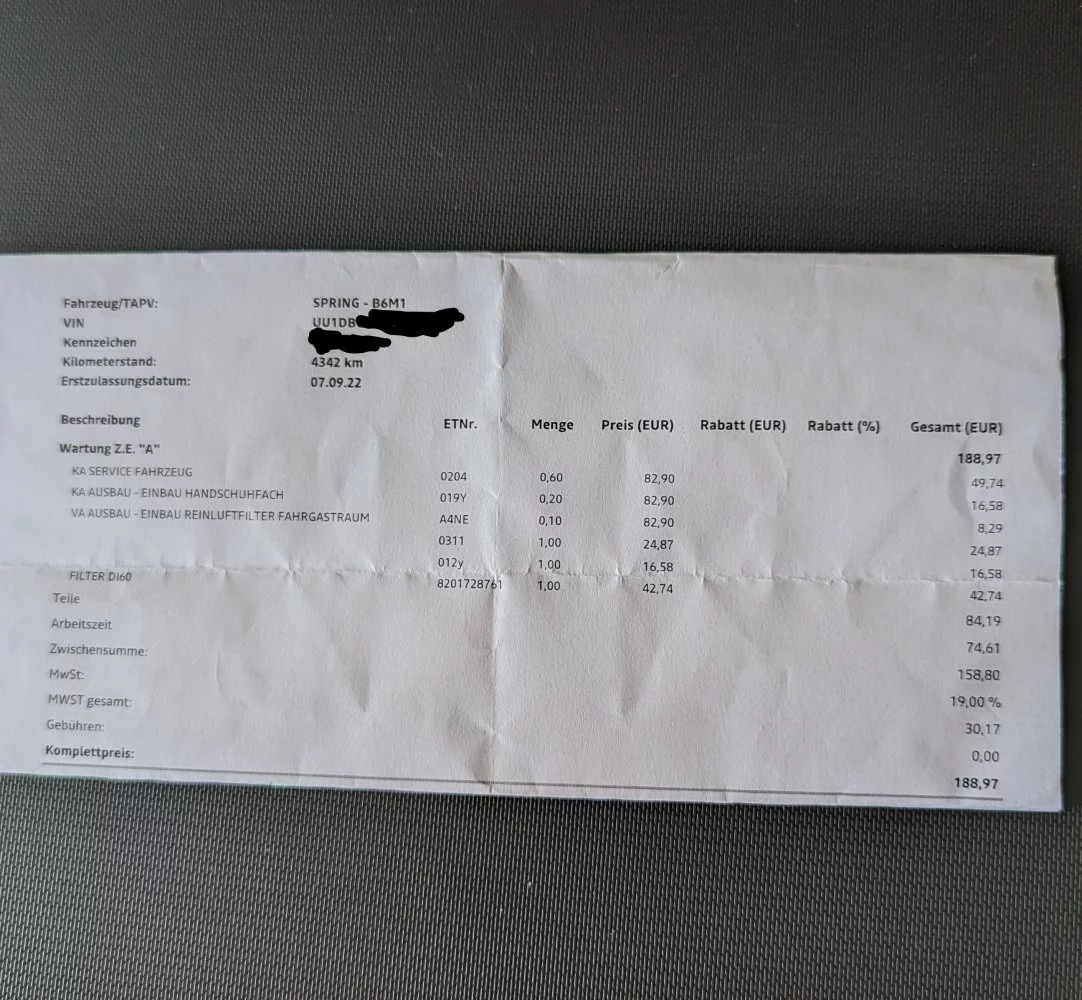 Fahrzeug/TAPV: SPRING - B6M1
VIN UU1DB
Kennzeichen
Kilometerstand: 4342 km
Erstzulassungsdatum: 07.09.22
Beschreibung ETNr. Menge Preis (EUR) Rabatt (EUR) Rabatt (%) Gesamt (EUR)
Wartung Z.E. "A" 188,97
KA SERVICE FAHRZEUG 0204 0,60 82,90 49,74
KA AUSBAU - EINBAU HANDSCHUHFACH 019Y 0,20 82,90 16,58
VA AUSBAU - EINBAU REINLUFTFILTER FAHRGASTRAUM A4NE 0,10 82,90 8,29
0311 1,00 24,87 24,87
012y 1,00 16,58 16,58
FILTER DI60 8201728761 1,00 42,74 42,74
Teile 84,19
Arbeitszeit 74,61
Zwischensumme: 158,80
MwSt: 19,00 %
MWST gesamt: 30,17
Gebühren: 0,00
Komplettpreis: 188,97